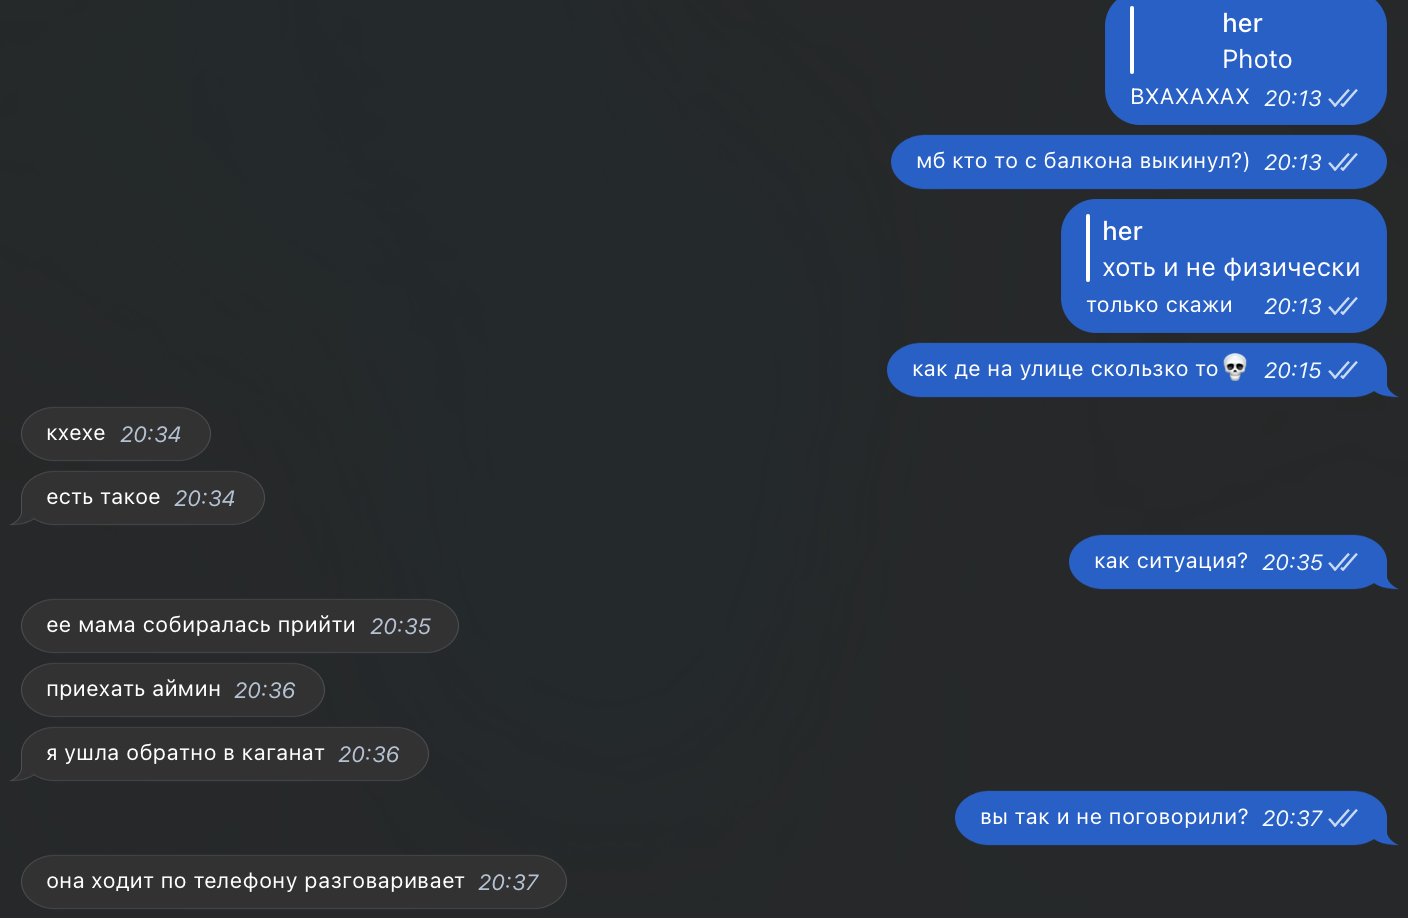 her
Photo
ВХАХАХАХ 20:13
мб кто то с балкона выкинул?) 20:13
her
хоть и не физически
только скажи 20:13
как де на улице скользко то💀 20:15
кхехе 20:34
есть такое 20:34
как ситуация? 20:35
ее мама собиралась прийти 20:35
приехать аймин 20:36
я ушла обратно в каганат 20:36
вы так и не поговорили? 20:37
она ходит по телефону разговаривает 20:37